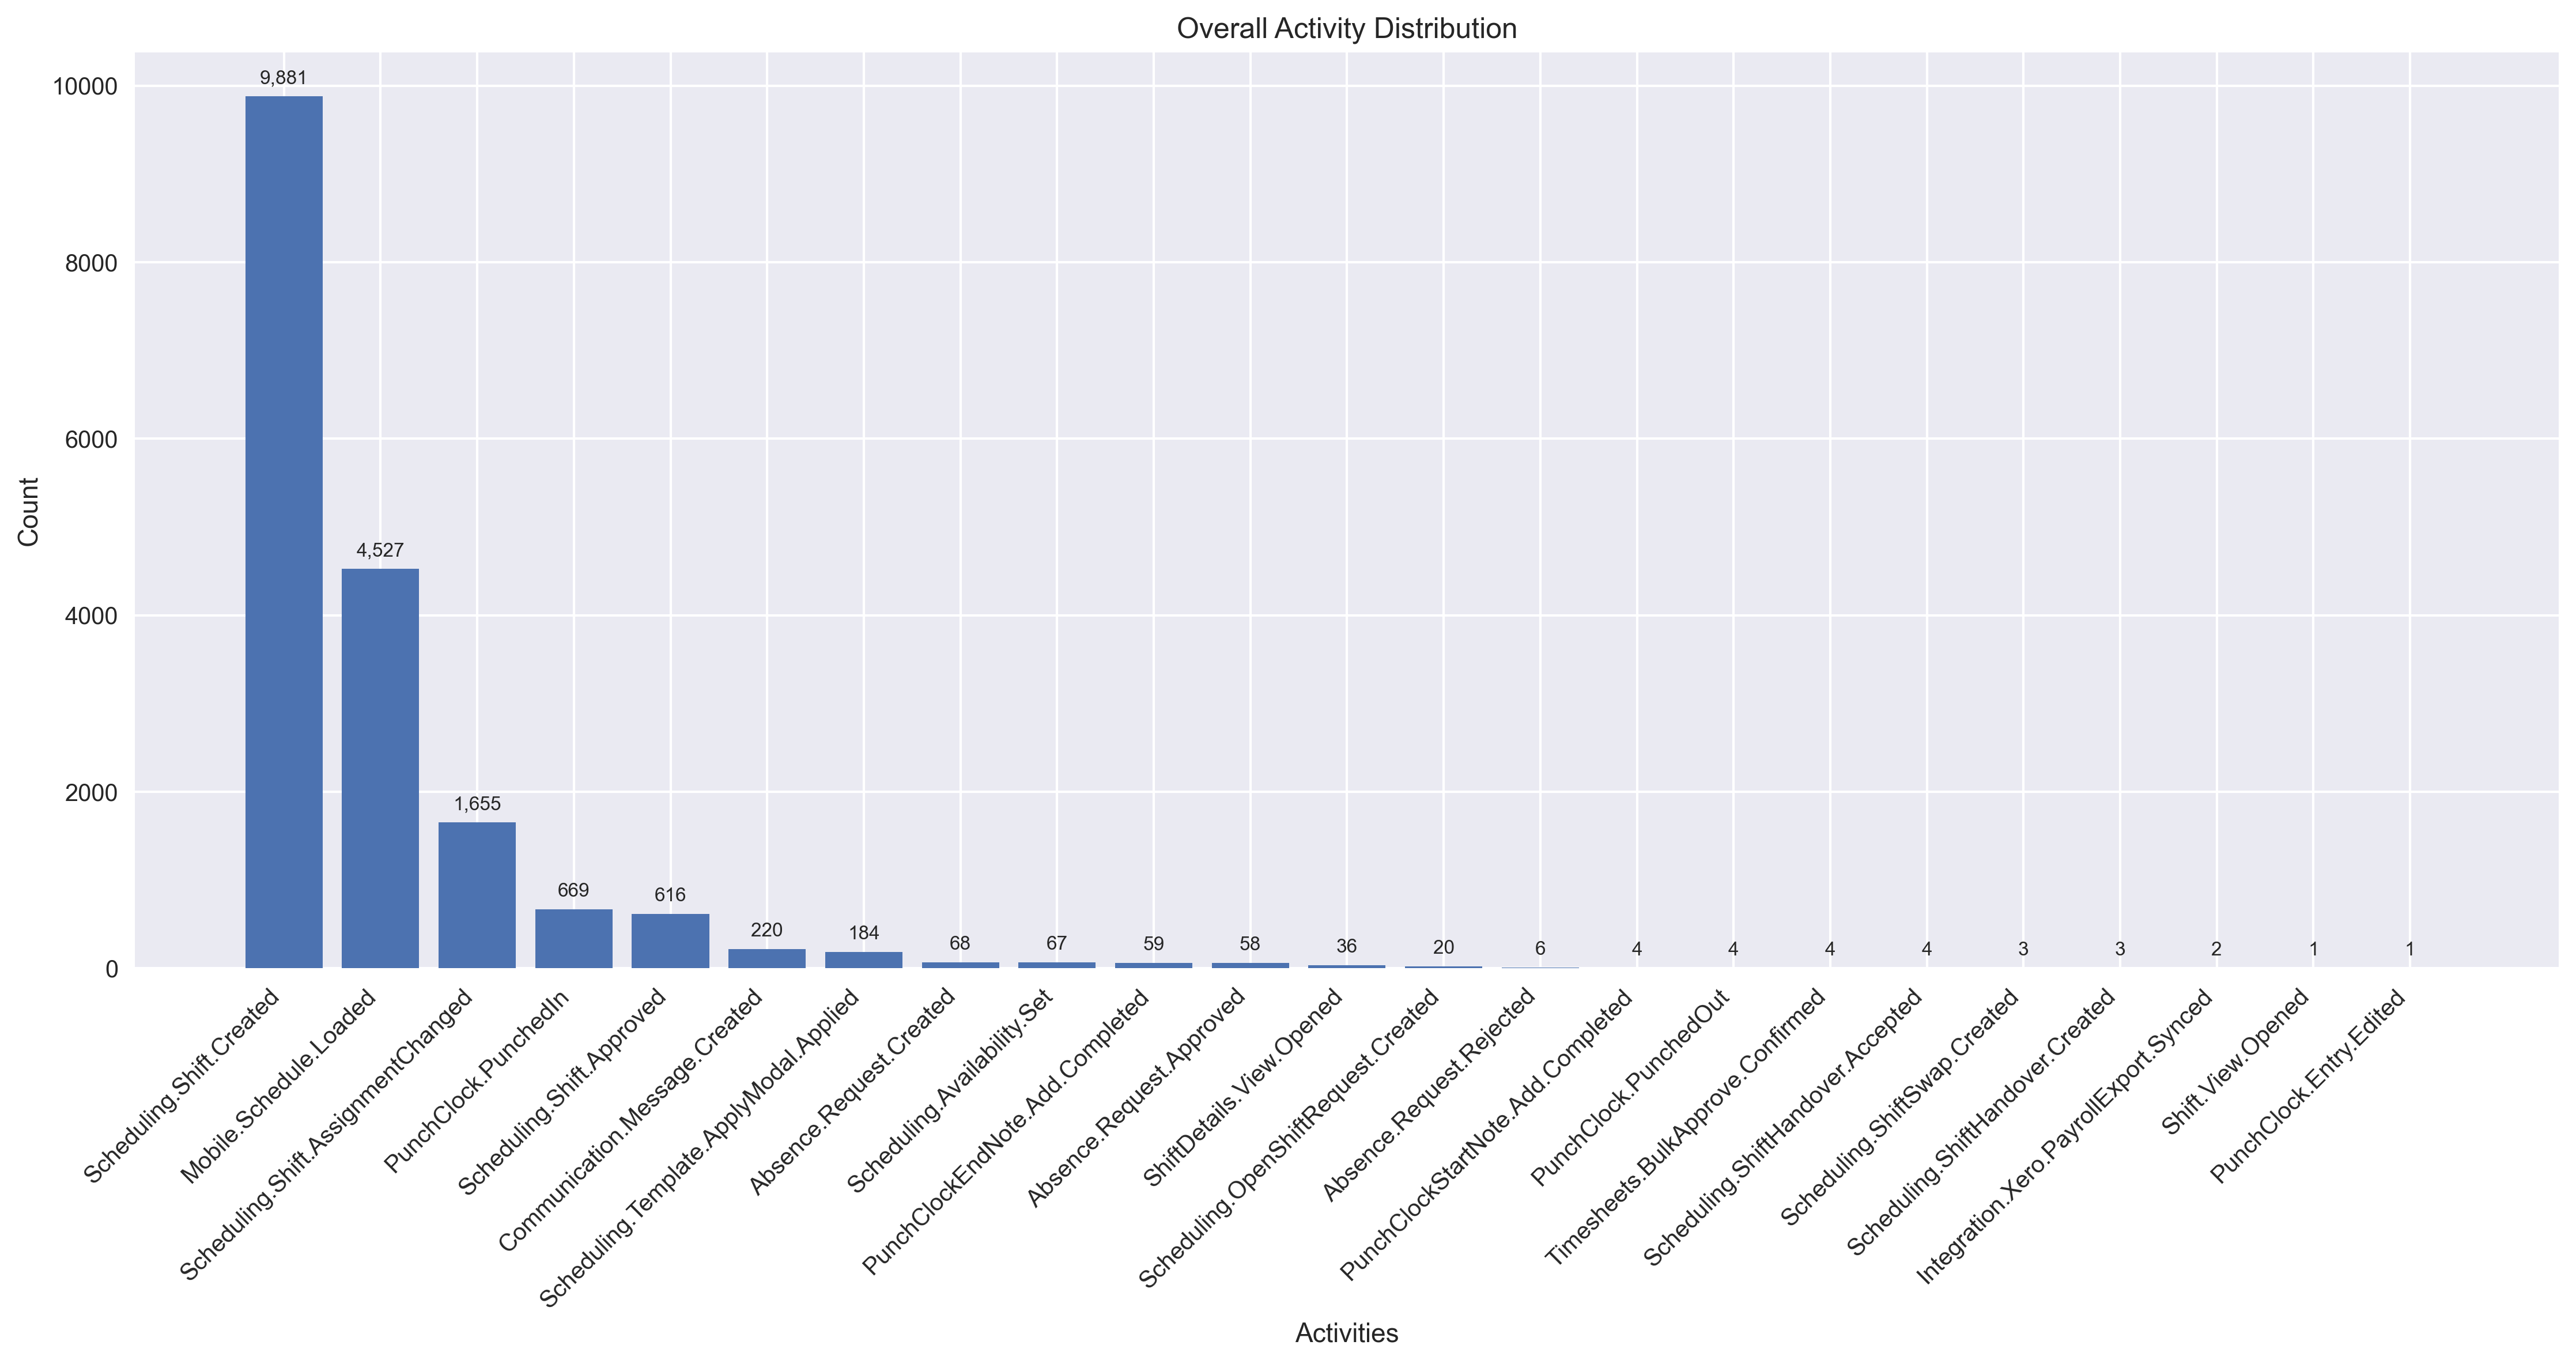 Overall Activity Distribution
Count
10000
8000
6000
4000
2000
0
9,881
4,527
1,655
669
616
220
184
68
67
59
58
36
20
6
4
4
4
4
3
3
2
1
1
Scheduling.Shift.Created
Mobile.Schedule.Loaded
Scheduling.Shift.AssignmentChanged
PunchClock.PunchedIn
Scheduling.Shift.Approved
Communication.Message.Created
Scheduling.Template.ApplyModal.Applied
Absence.Request.Created
Scheduling.Availability.Set
PunchClockEndNote.Add.Completed
Absence.Request.Approved
ShiftDetails.View.Opened
Scheduling.OpenShiftRequest.Created
Absence.Request.Rejected
PunchClockStartNote.Add.Completed
PunchClock.PunchedOut
Timesheets.BulkApprove.Confirmed
Scheduling.ShiftHandover.Accepted
Scheduling.ShiftSwap.Created
Scheduling.ShiftHandover.Created
Integration.Xero.PayrollExport.Synced
Shift.View.Opened
PunchClock.Entry.Edited
Activities